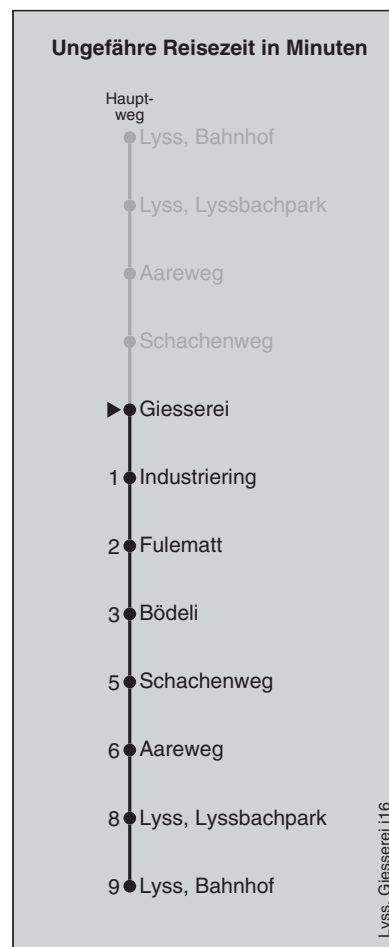 Ungefähre Reisezeit in Minuten
Haupt-
weg
Lyss, Bahnhof
Lyss, Lyssbachpark
Aareweg
Schachenweg
Giesserei
1 Industriering
2 Fulematt
3 Bödeli
5 Schachenweg
6 Aareweg
8 Lyss, Lyssbachpark
9 Lyss, Bahnhof
Lyss, Giesserei j16